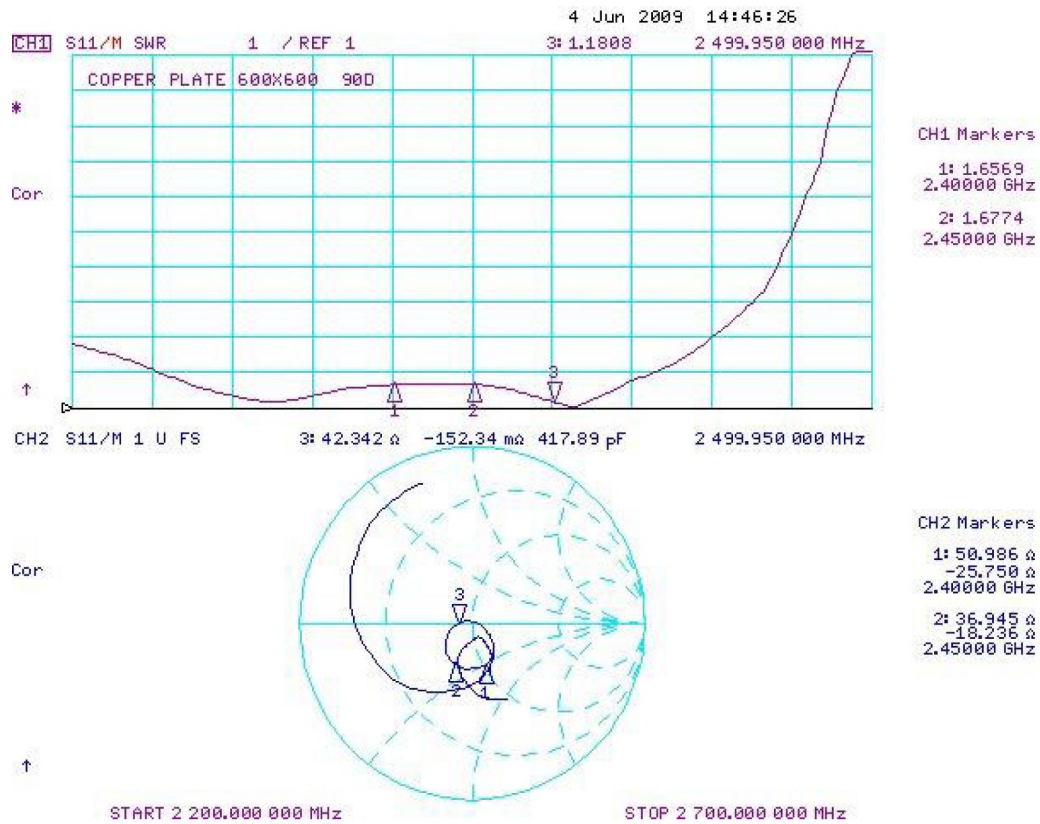 4 Jun 2009 14:46:26
CH1 S11/M SWR 1 / REF 1 3: 1.1808 2 499.950 000 MHz
COPPER PLATE 600X600 90D
*
CH1 Markers
1: 1.6569
2.40000 GHz
Cor
2: 1.6774
2.45000 GHz
3
↑
1 2
CH2 S11/M 1 U FS 3: 42.342 Ω -152.34 mΩ 417.89 pF 2 499.950 000 MHz
CH2 Markers
1: 50.986 Ω
-25.750 Ω
2.40000 GHz
Cor
3
2: 36.945 Ω
-18.236 Ω
2.45000 GHz
2 1
↑
START 2 200.000 000 MHz STOP 2 700.000 000 MHz